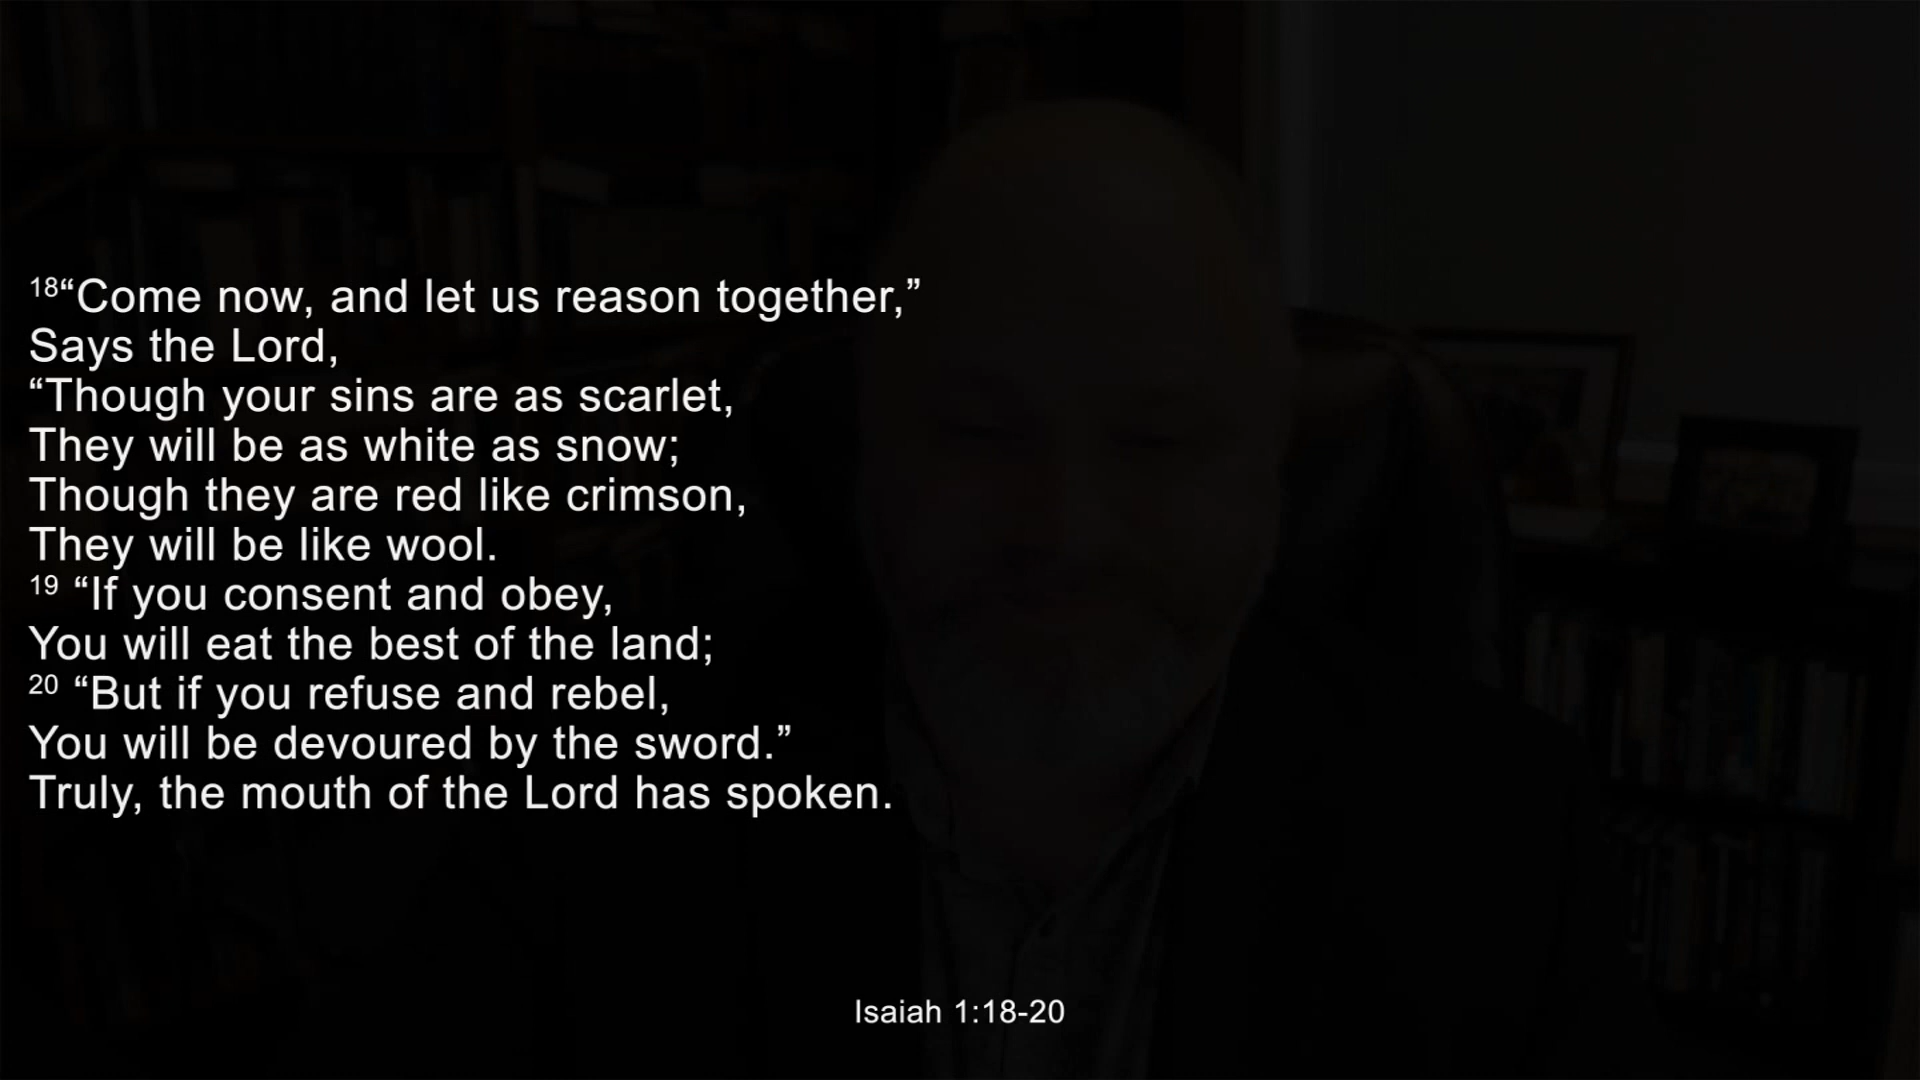 18“Come now, and let us reason together,”
Says the Lord,
“Though your sins are as scarlet,
They will be as white as snow;
Though they are red like crimson,
They will be like wool.
19 “If you consent and obey,
You will eat the best of the land;
20 “But if you refuse and rebel,
You will be devoured by the sword.”
Truly, the mouth of the Lord has spoken.
Isaiah 1:18-20